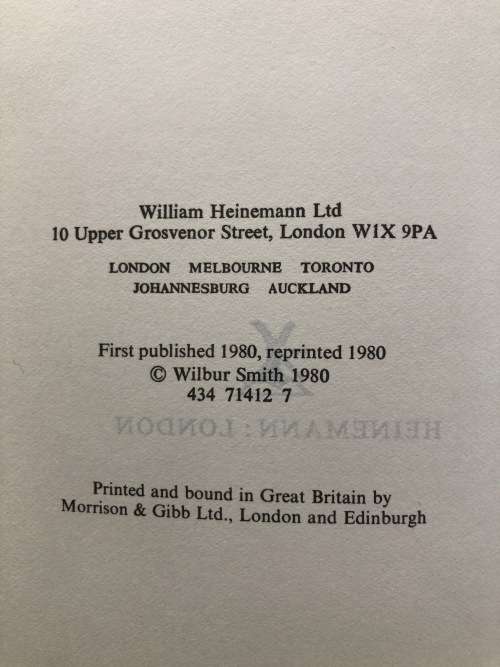 William Heinemann Ltd
10 Upper Grosvenor Street, London W1X 9PA
LONDON MELBOURNE TORONTO
JOHANNESBURG AUCKLAND
First published 1980, reprinted 1980
© Wilbur Smith 1980
434 71412 7
HEINEMANN : LONDON
Printed and bound in Great Britain by
Morrison & Gibb Ltd., London and Edinburgh